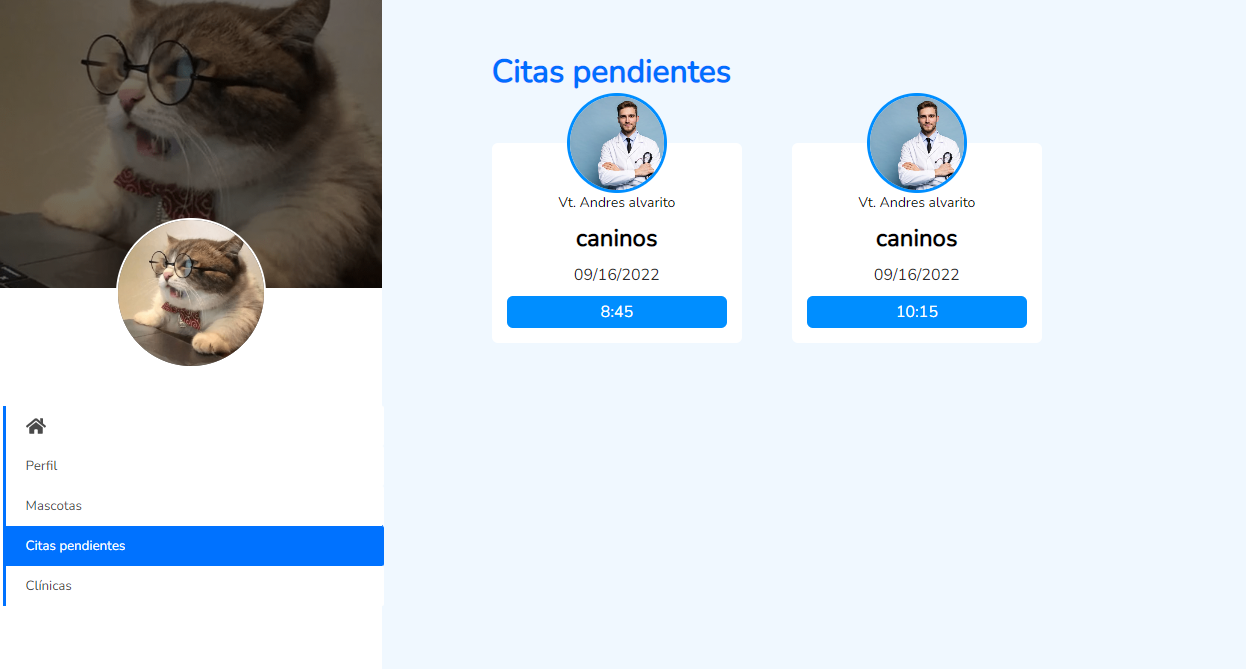 Citas pendientes
Vt. Andres alvarito
caninos
09/16/2022
8:45
Vt. Andres alvarito
caninos
09/16/2022
10:15
Perfil
Mascotas
Citas pendientes
Clínicas